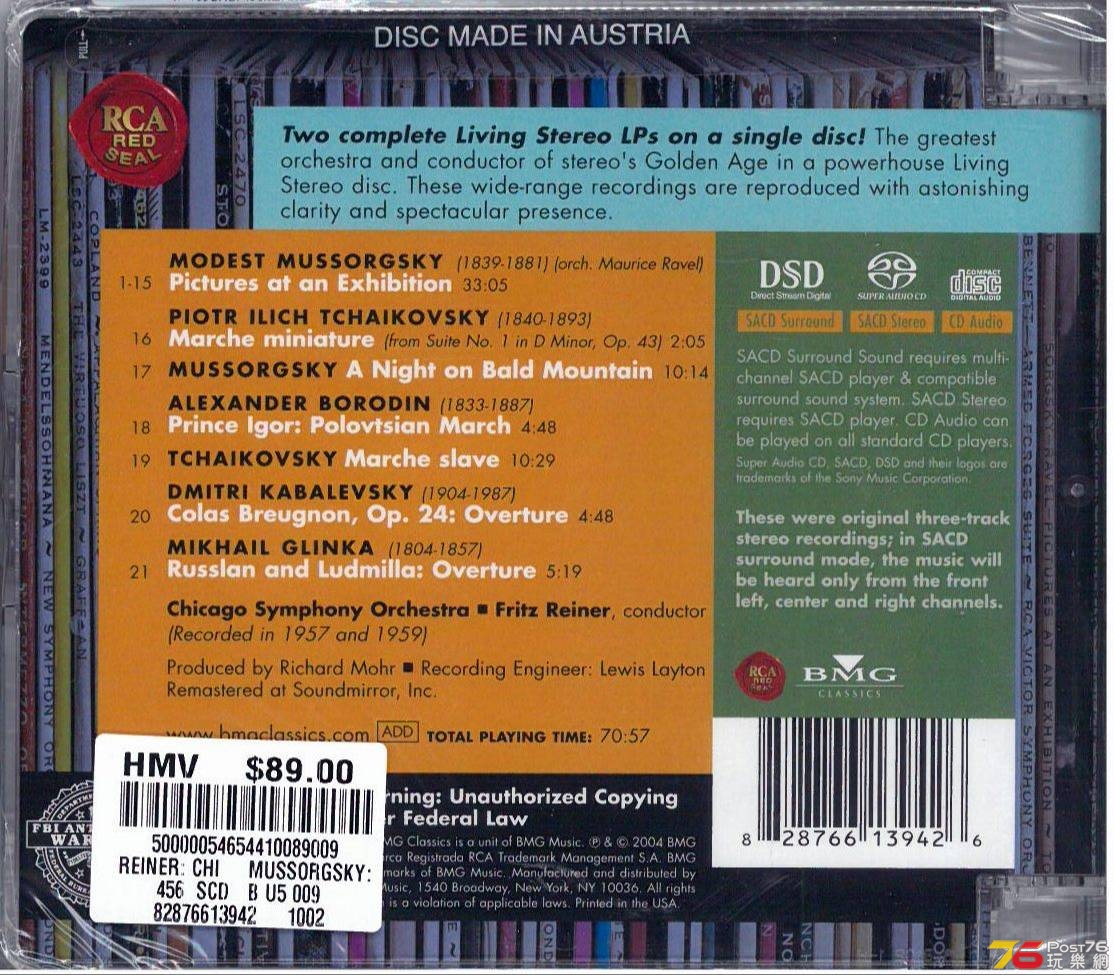 DISC MADE IN AUSTRIA
PULL
RCA
RED
SEAL
LSC-2470
Two complete Living Stereo LPs on a single disc! The greatest
orchestra and conductor of stereo's Golden Age in a powerhouse Living
Stereo disc. These wide-range recordings are reproduced with astonishing
clarity and spectacular presence.
LM-2399 MENDELSSOHNIANA ~ NEW SYMPHONY OR
LSC-2443 THE VIRTUOSO LISZT ~ GRAFFMAN
COPLAND
MODEST MUSSORGSKY (1839-1881) (orch. Maurice Ravel)
1-15 Pictures at an Exhibition 33:05
PIOTR ILICH TCHAIKOVSKY (1840-1893)
16 Marche miniature (from Suite No. 1 in D Minor, Op. 43) 2:05
17 MUSSORGSKY A Night on Bald Mountain 10:14
ALEXANDER BORODIN (1833-1887)
18 Prince Igor: Polovtsian March 4:48
19 TCHAIKOVSKY Marche slave 10:29
DMITRI KABALEVSKY (1904-1987)
20 Colas Breugnon, Op. 24: Overture 4:48
MIKHAIL GLINKA (1804-1857)
21 Russlan and Ludmilla: Overture 5:19
Chicago Symphony Orchestra ■ Fritz Reiner, conductor
(Recorded in 1957 and 1959)
Produced by Richard Mohr ■ Recording Engineer: Lewis Layton
Remastered at Soundmirror, Inc.
www.bmgclassics.com ADD TOTAL PLAYING TIME: 70:57
DSD
Direct Stream Digital
SUPER AUDIO CD
COMPACT
disc
DIGITAL AUDIO
SACD Surround SACD Stereo CD Audio
SACD Surround Sound requires multi-
channel SACD player & compatible
surround sound system. SACD Stereo
requires SACD player. CD Audio can
be played on all standard CD players.
Super Audio CD, SACD, DSD and their logos are
trademarks of the Sony Music Corporation.
These were original three-track
stereo recordings; in SACD
surround mode, the music will
be heard only from the front
left, center and right channels.
RCA
RED
SEAL
BMG
CLASSICS
BENNETT ~ ARMED FORCES SUITE ~ RCA VICTOR SYMPHONY ORC
8 28766 13942 6
HMV $89.00
50000054654410089009
REINER: CHI MUSSORGSKY:
456 SCD B U5 009
82876613942 1002
FBI ANT
WAR
rning: Unauthorized Copying
r Federal Law
MG Classics is a unit of BMG Music. ℗ & © 2004 BMG
rca Registrada RCA Trademark Management S.A. BMG
marks of BMG Music. Manufactured and distributed by
Music, 1540 Broadway, New York, NY 10036. All rights
is a violation of applicable laws. Printed in the USA.
76 POST76
玩樂網